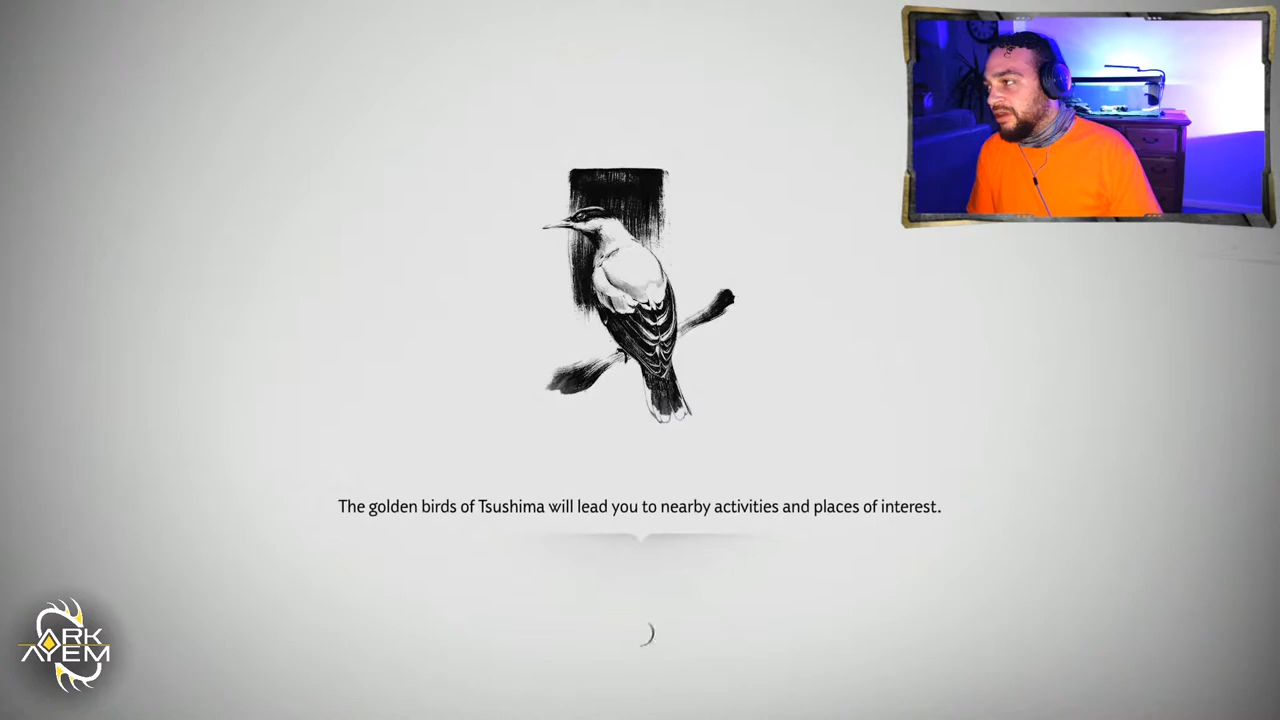 The golden birds of Tsushima will lead you to nearby activities and places of interest.
ARK
AYEM